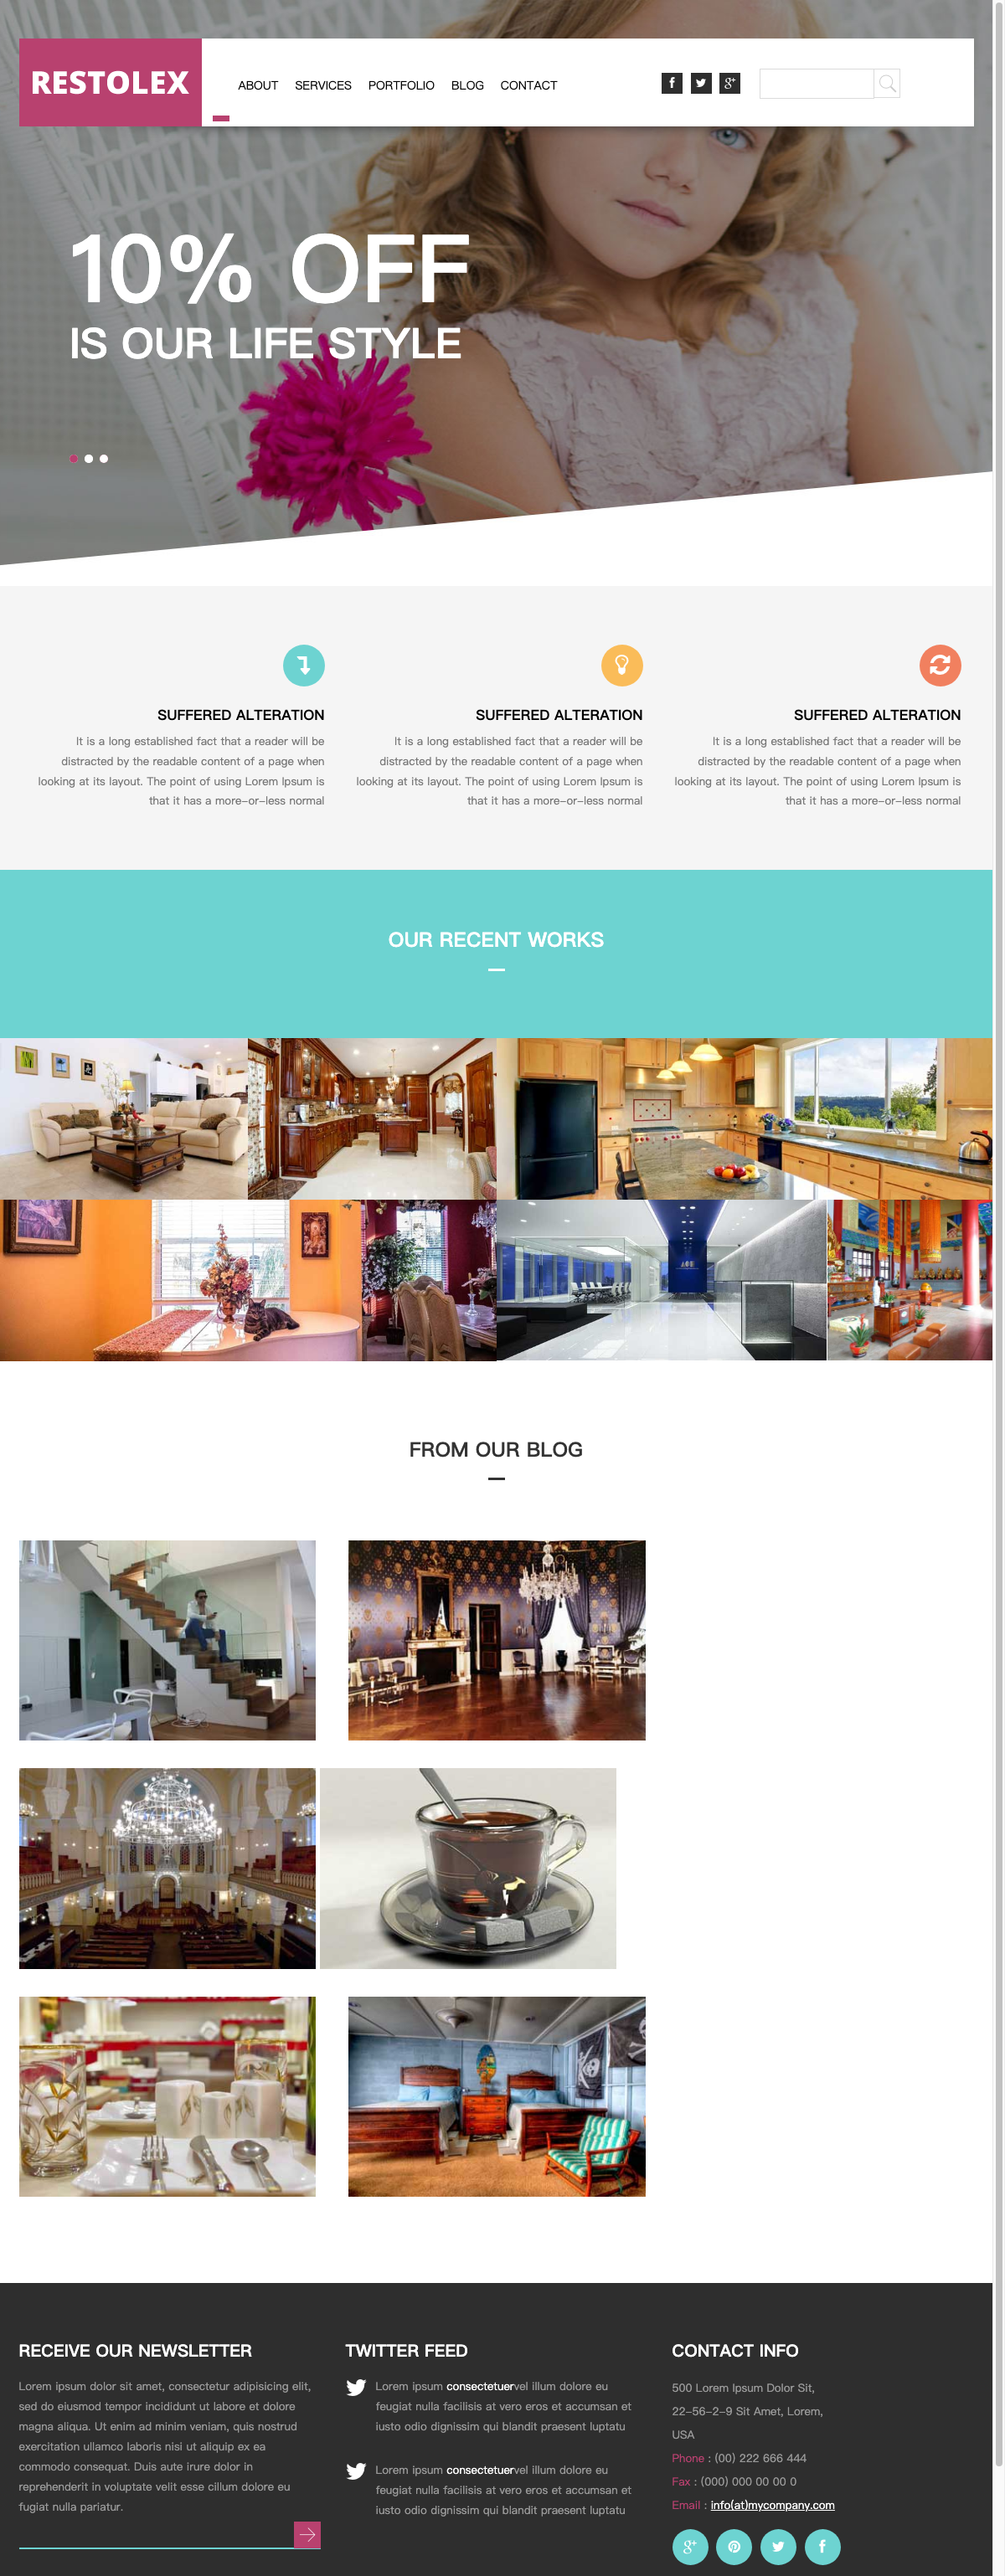 RESTOLEX
ABOUT SERVICES PORTFOLIO BLOG CONTACT
10% OFF
IS OUR LIFE STYLE
SUFFERED ALTERATION
It is a long established fact that a reader will be
distracted by the readable content of a page when
looking at its layout. The point of using Lorem Ipsum is
that it has a more-or-less normal
SUFFERED ALTERATION
It is a long established fact that a reader will be
distracted by the readable content of a page when
looking at its layout. The point of using Lorem Ipsum is
that it has a more-or-less normal
SUFFERED ALTERATION
It is a long established fact that a reader will be
distracted by the readable content of a page when
looking at its layout. The point of using Lorem Ipsum is
that it has a more-or-less normal
OUR RECENT WORKS
FROM OUR BLOG
RECEIVE OUR NEWSLETTER
Lorem ipsum dolor sit amet, consectetur adipisicing elit,
sed do eiusmod tempor incididunt ut labore et dolore
magna aliqua. Ut enim ad minim veniam, quis nostrud
exercitation ullamco laboris nisi ut aliquip ex ea
commodo consequat. Duis aute irure dolor in
reprehenderit in voluptate velit esse cillum dolore eu
fugiat nulla pariatur.
TWITTER FEED
Lorem ipsum consectetuervel illum dolore eu
feugiat nulla facilisis at vero eros et accumsan et
iusto odio dignissim qui blandit praesent luptatu
Lorem ipsum consectetuervel illum dolore eu
feugiat nulla facilisis at vero eros et accumsan et
iusto odio dignissim qui blandit praesent luptatu
CONTACT INFO
500 Lorem Ipsum Dolor Sit,
22-56-2-9 Sit Amet, Lorem,
USA
Phone : (00) 222 666 444
Fax : (000) 000 00 00 0
Email : info(at)mycompany.com